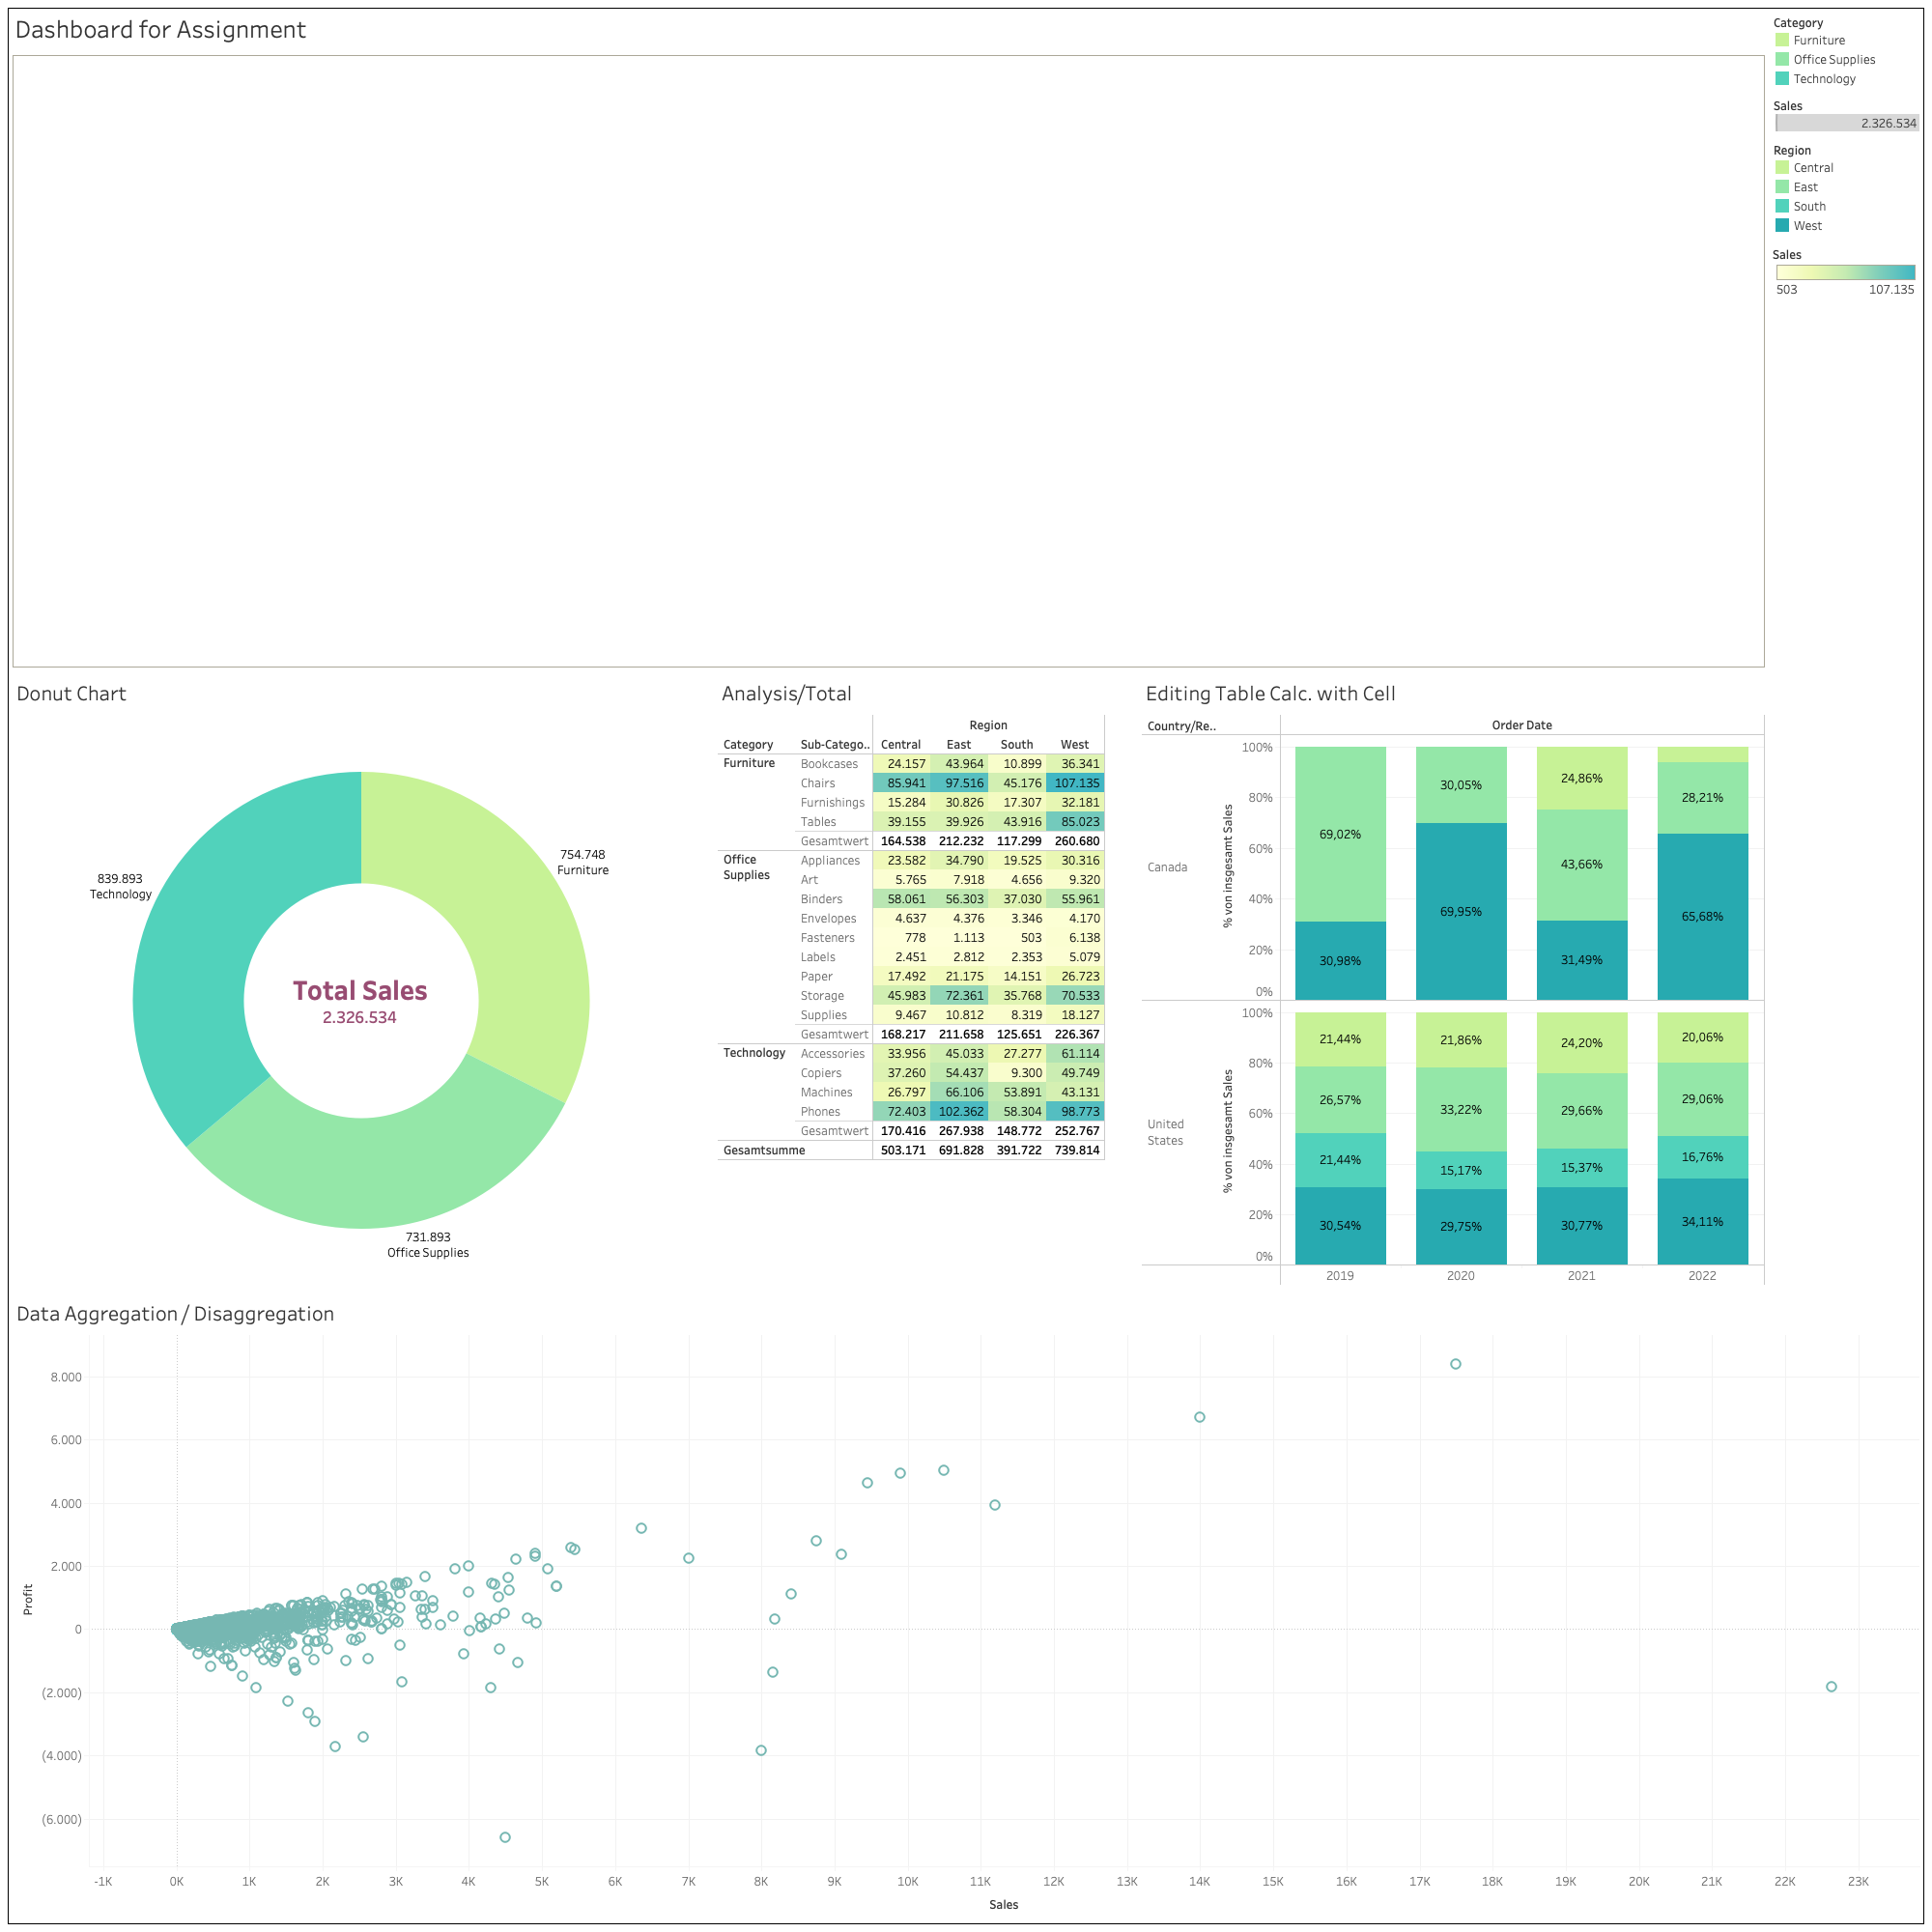 Dashboard for Assignment
Category
Furniture
Office Supplies
Technology
Sales
2.326.534
Region
Central
East
South
West
Sales
503 107.135
Donut Chart
754.748
Furniture
839.893
Technology
Total Sales
2.326.534
731.893
Office Supplies
Analysis/Total
Region
Category Sub-Catego.. Central East South West
Furniture Bookcases 24.157 43.964 10.899 36.341
Chairs 85.941 97.516 45.176 107.135
Furnishings 15.284 30.826 17.307 32.181
Tables 39.155 39.926 43.916 85.023
Gesamtwert 164.538 212.232 117.299 260.680
Office Supplies Appliances 23.582 34.790 19.525 30.316
Art 5.765 7.918 4.656 9.320
Binders 58.061 56.303 37.030 55.961
Envelopes 4.637 4.376 3.346 4.170
Fasteners 778 1.113 503 6.138
Labels 2.451 2.812 2.353 5.079
Paper 17.492 21.175 14.151 26.723
Storage 45.983 72.361 35.768 70.533
Supplies 9.467 10.812 8.319 18.127
Gesamtwert 168.217 211.658 125.651 226.367
Technology Accessories 33.956 45.033 27.277 61.114
Copiers 37.260 54.437 9.300 49.749
Machines 26.797 66.106 53.891 43.131
Phones 72.403 102.362 58.304 98.773
Gesamtwert 170.416 267.938 148.772 252.767
Gesamtsumme 503.171 691.828 391.722 739.814
Editing Table Calc. with Cell
Country/Re.. Order Date
Canada
% von insgesamt Sales
100%
80%
60%
40%
20%
0%
69,02%
30,98%
30,05%
69,95%
24,86%
43,66%
31,49%
28,21%
65,68%
United
States
% von insgesamt Sales
100%
80%
60%
40%
20%
0%
21,44%
26,57%
21,44%
30,54%
21,86%
33,22%
15,17%
29,75%
24,20%
29,66%
15,37%
30,77%
20,06%
29,06%
16,76%
34,11%
2019 2020 2021 2022
Data Aggregation / Disaggregation
Profit
8.000
6.000
4.000
2.000
0
(2.000)
(4.000)
(6.000)
-1K 0K 1K 2K 3K 4K 5K 6K 7K 8K 9K 10K 11K 12K 13K 14K 15K 16K 17K 18K 19K 20K 21K 22K 23K
Sales